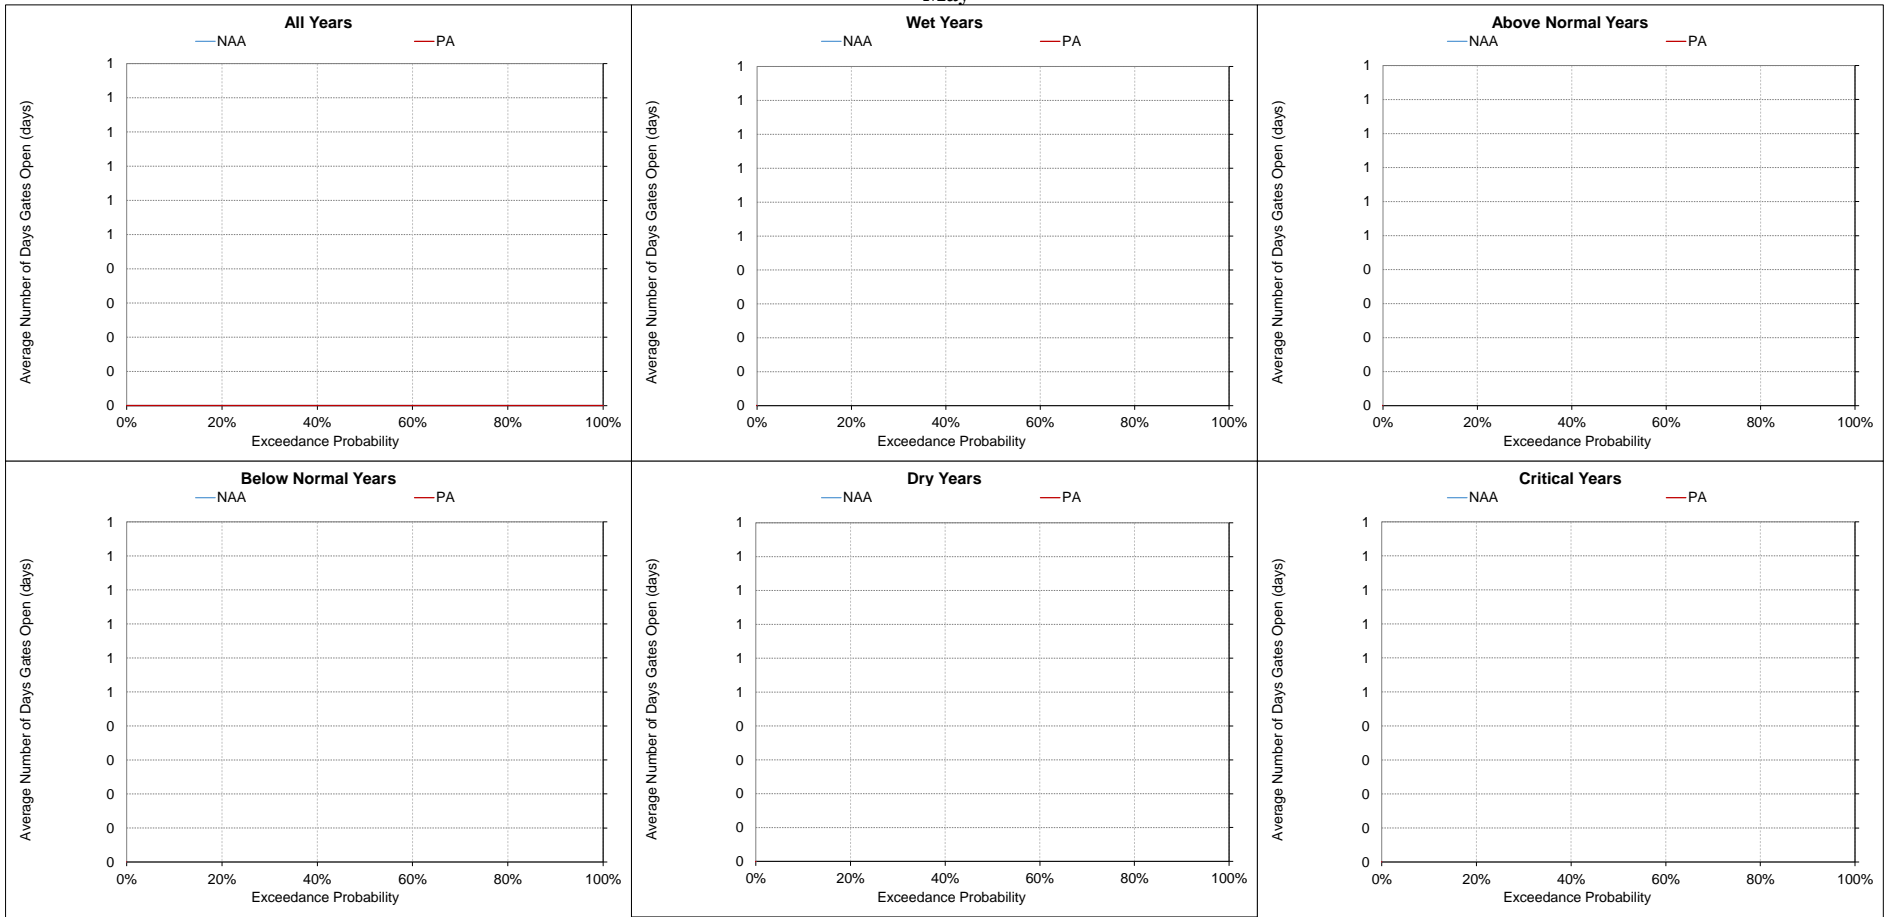 May
All Years
NAA PA
Average Number of Days Gates Open (days)
1
1
1
1
1
1
0
0
0
0
0
0% 20% 40% 60% 80% 100%
Exceedance Probability
Wet Years
NAA PA
Average Number of Days Gates Open (days)
1
1
1
1
1
1
0
0
0
0
0
0% 20% 40% 60% 80% 100%
Exceedance Probability
Above Normal Years
NAA PA
Average Number of Days Gates Open (days)
1
1
1
1
1
1
0
0
0
0
0
0% 20% 40% 60% 80% 100%
Exceedance Probability
Below Normal Years
NAA PA
Average Number of Days Gates Open (days)
1
1
1
1
1
1
0
0
0
0
0
0% 20% 40% 60% 80% 100%
Exceedance Probability
Dry Years
NAA PA
Average Number of Days Gates Open (days)
1
1
1
1
1
1
0
0
0
0
0
0% 20% 40% 60% 80% 100%
Exceedance Probability
Critical Years
NAA PA
Average Number of Days Gates Open (days)
1
1
1
1
1
1
0
0
0
0
0
0% 20% 40% 60% 80% 100%
Exceedance Probability